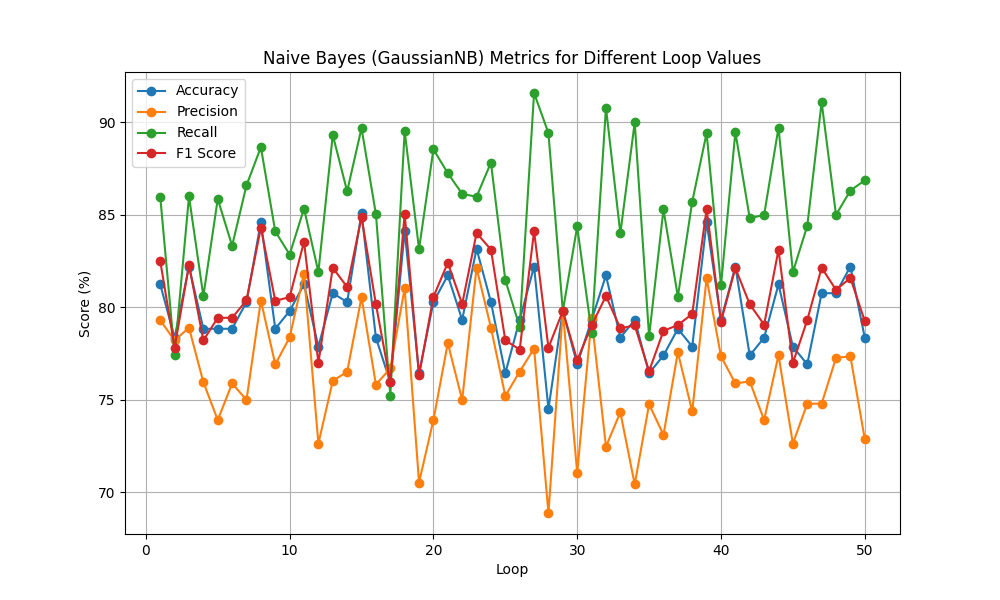 Naive Bayes (GaussianNB) Metrics for Different Loop Values
Accuracy
Precision
Recall
F1 Score
Score (%)
90
85
80
75
70
0 10 20 30 40 50
Loop